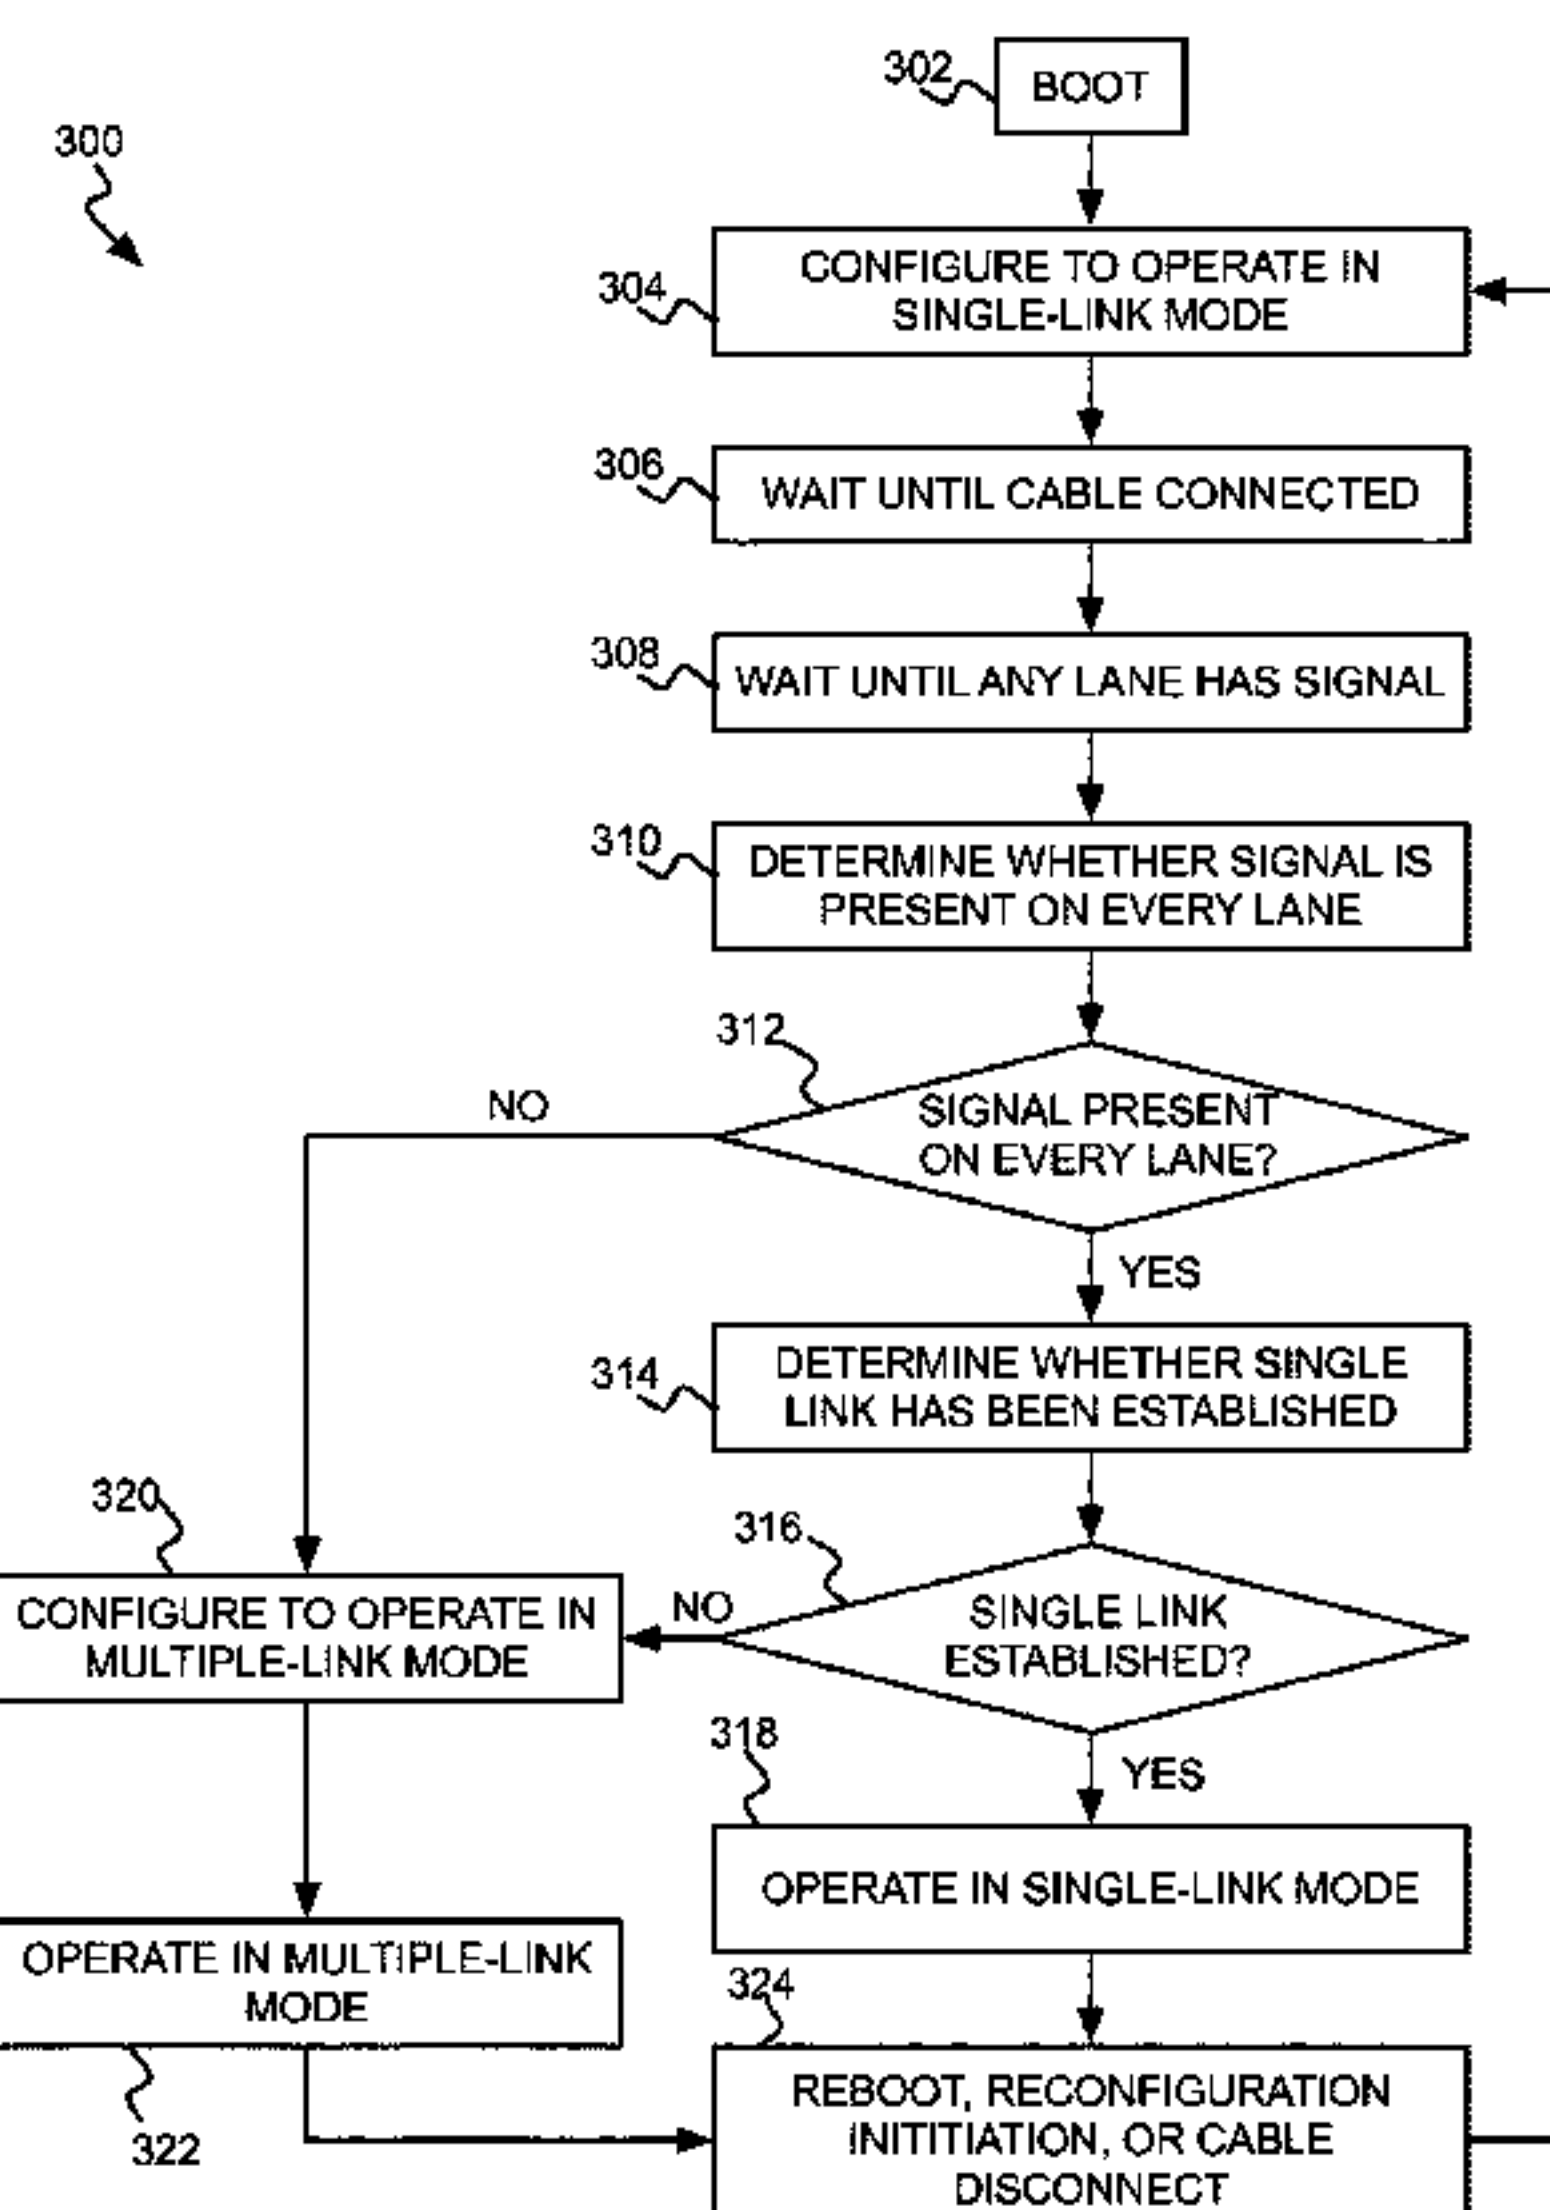 302
BOOT
300
304
CONFIGURE TO OPERATE IN
SINGLE-LINK MODE
306
WAIT UNTIL CABLE CONNECTED
308
WAIT UNTIL ANY LANE HAS SIGNAL
310
DETERMINE WHETHER SIGNAL IS
PRESENT ON EVERY LANE
312
NO
SIGNAL PRESENT
ON EVERY LANE?
YES
314
DETERMINE WHETHER SINGLE
LINK HAS BEEN ESTABLISHED
320
316
CONFIGURE TO OPERATE IN
MULTIPLE-LINK MODE
NO
SINGLE LINK
ESTABLISHED?
318
YES
OPERATE IN SINGLE-LINK MODE
OPERATE IN MULTIPLE-LINK
MODE
324
322
REBOOT, RECONFIGURATION
INITITIATION, OR CABLE
DISCONNECT